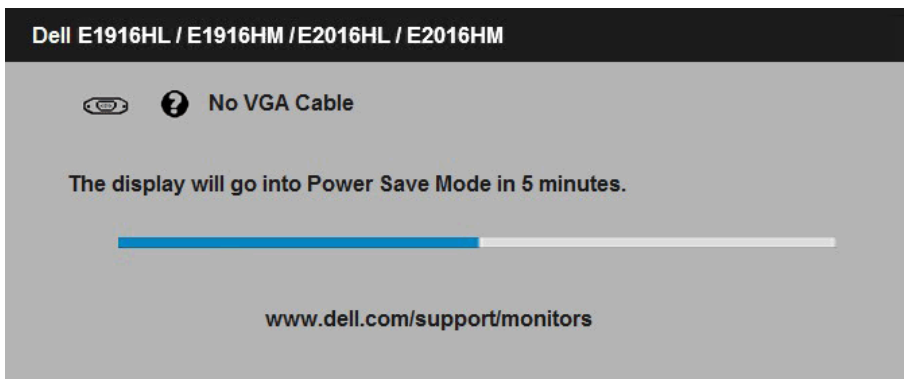 Dell E1916HL / E1916HM /E2016HL / E2016HM
No VGA Cable
The display will go into Power Save Mode in 5 minutes.
www.dell.com/support/monitors